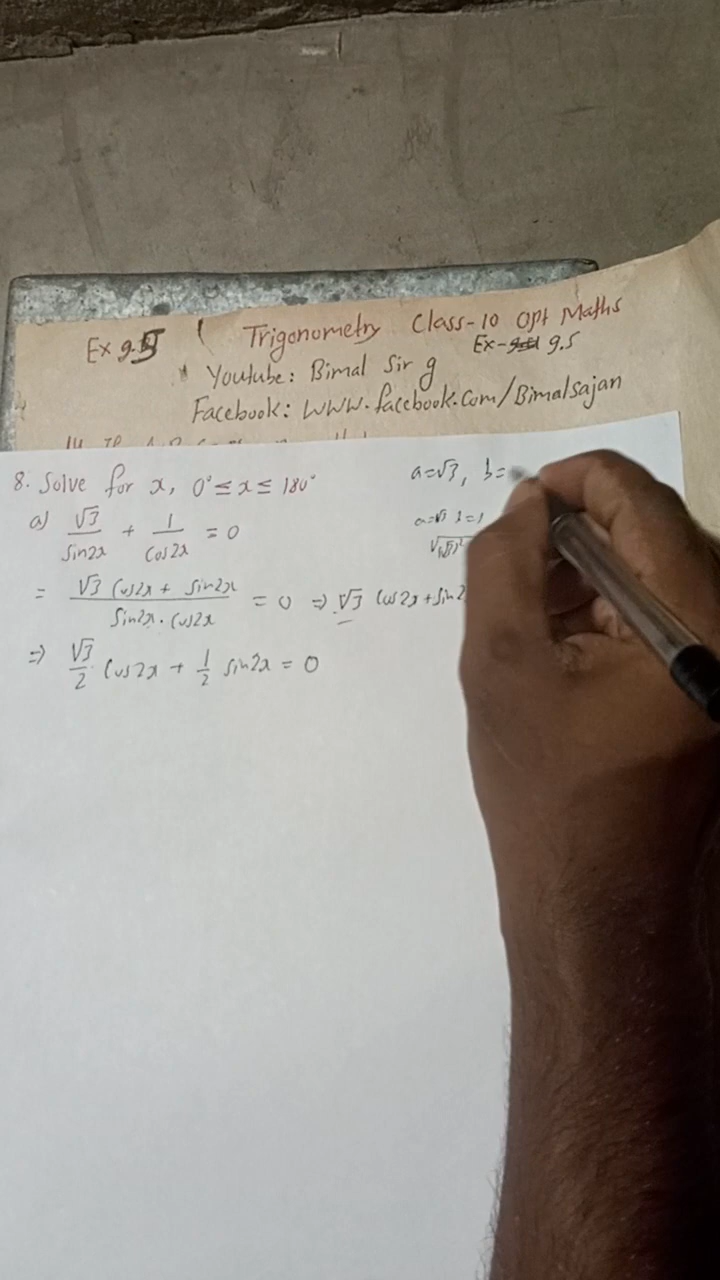 Ex 9.5 Trigonometry Class-10 Opt Maths
Ex- 9.5
Youtube: Bimal Sir g
Facebook: www.facebook.com/Bimalsajan
8. Solve for x, 0° ≤ x ≤ 180°
a=√3, b=
a) √3/sin2x + 1/cos2x = 0
a=√3 b=1
√(√3)²
= (√3 cos2x + sin2x)/(sin2x . cos2x) = 0 ⇒ √3 cos2x + sin2
⇒ √3/2 cos2x + 1/2 sin2x = 0